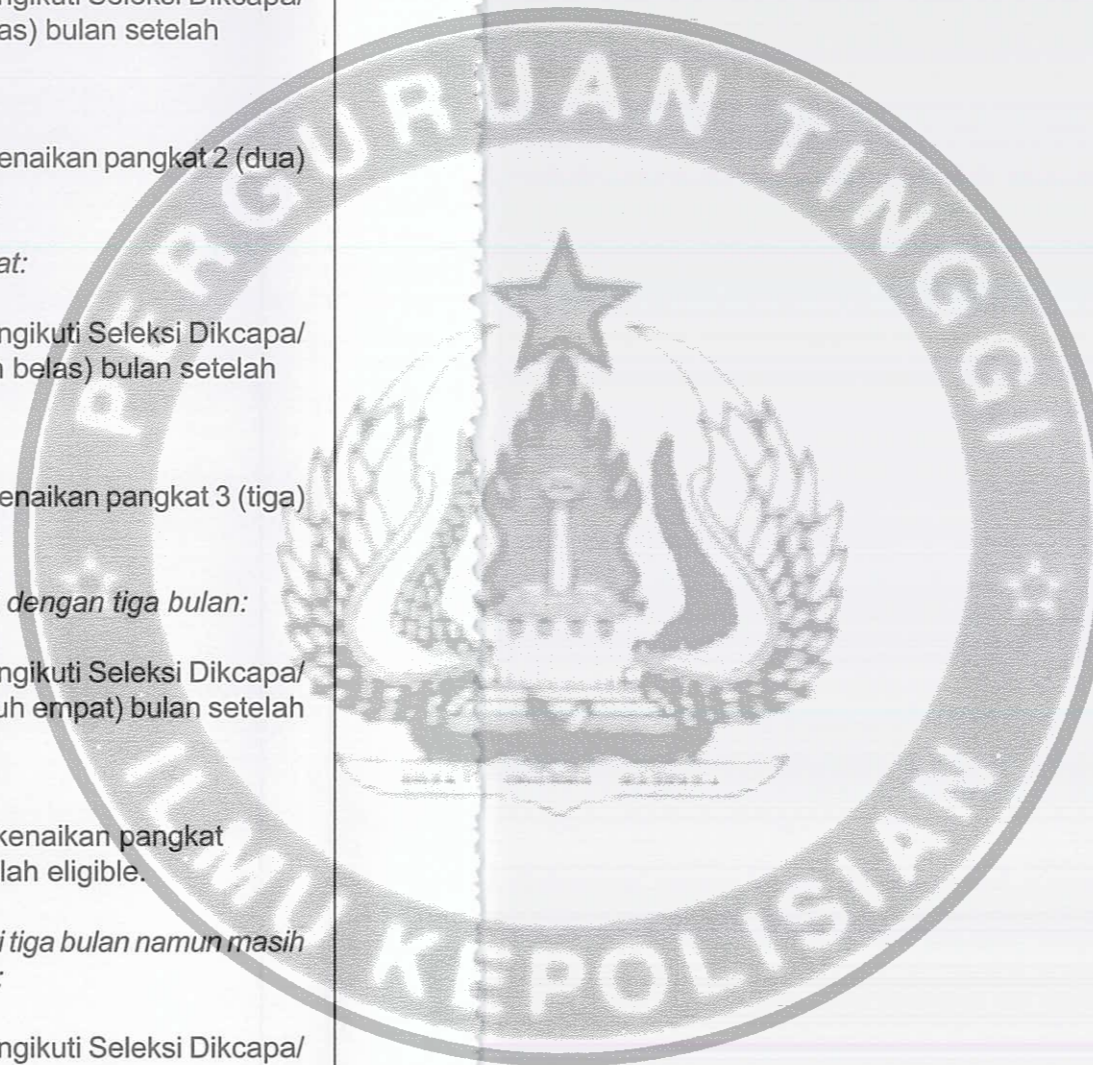 ngikuti Seleksi Dikcapa/
as) bulan setelah
enaikan pangkat 2 (dua)
at:
ngikuti Seleksi Dikcapa/
belas) bulan setelah
enaikan pangkat 3 (tiga)
dengan tiga bulan:
ngikuti Seleksi Dikcapa/
uh empat) bulan setelah
kenaikan pangkat
lah eligible.
i tiga bulan namun masih
ngikuti Seleksi Dikcapa/
PERGURUAN TINGGI
ILMU KEPOLISIAN